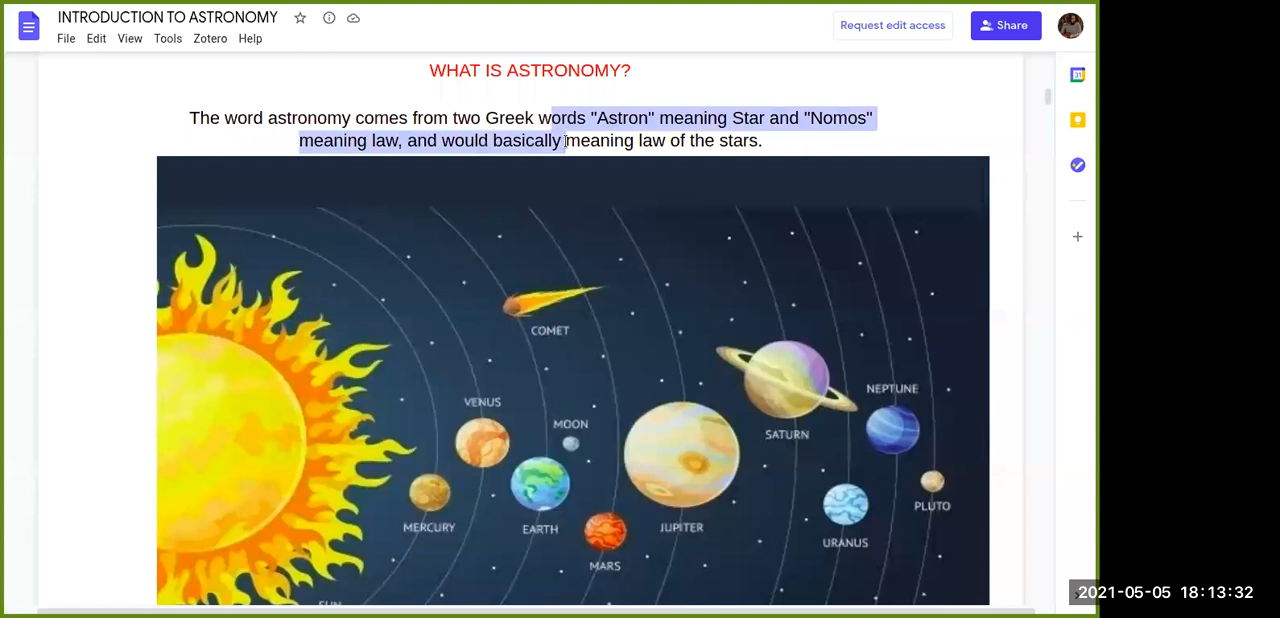 INTRODUCTION TO ASTRONOMY
File Edit View Tools Zotero Help
Request edit access
Share
31
WHAT IS ASTRONOMY?
The word astronomy comes from two Greek words "Astron" meaning Star and "Nomos"
meaning law, and would basically meaning law of the stars.
COMET
NEPTUNE
VENUS
MOON
SATURN
PLUTO
MERCURY
EARTH
JUPITER
URANUS
MARS
SUN
2021-05-05 18:13:32